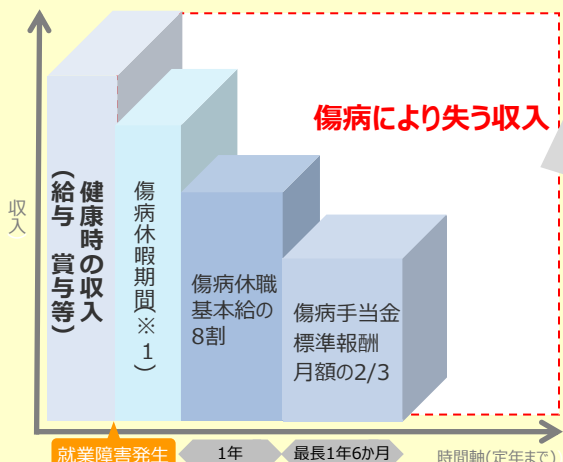 傷病により失う収入
収入
健康時の収入
(給与　賞与等)
傷病休暇期間(※1)
傷病休職
基本給の
8割
傷病手当金
標準報酬
月額の2/3
就業障害発生
1年
最長1年6か月
時間軸(定年まで)